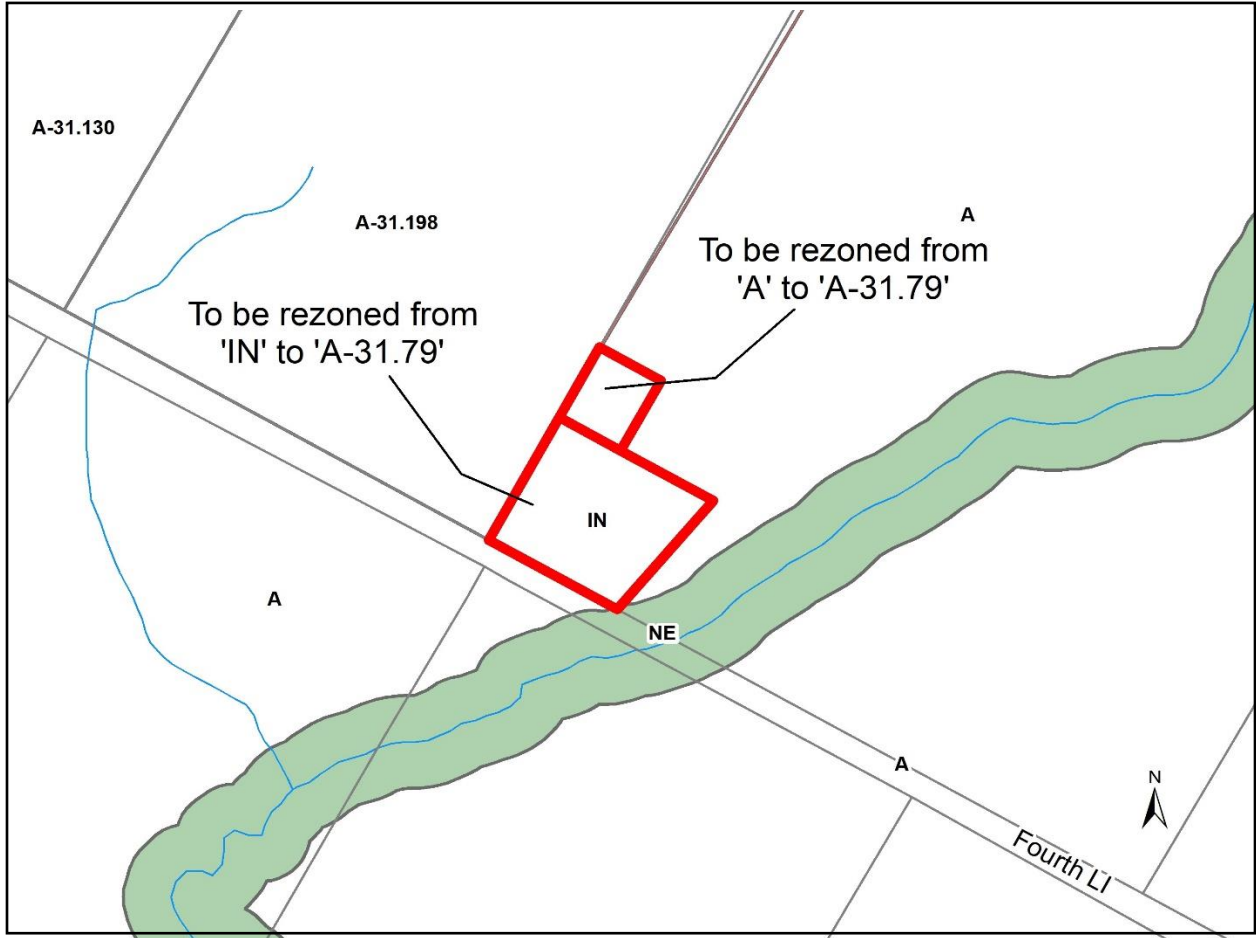 A-31.130
A-31.198
A
To be rezoned from
'A' to 'A-31.79'
To be rezoned from
'IN' to 'A-31.79'
IN
A
NE
A
N
Fourth LI